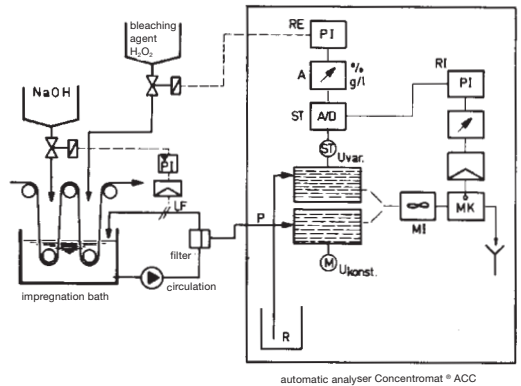 bleaching
agent
H₂O₂
NaOH
PI
LF
filter
circulation
impregnation bath
RE
PI
A
%
g/l
ST
A/D
ST
Uvar.
RI
PI
P
MI
MK
M
Ukonst.
R
automatic analyser Concentromat ® ACC